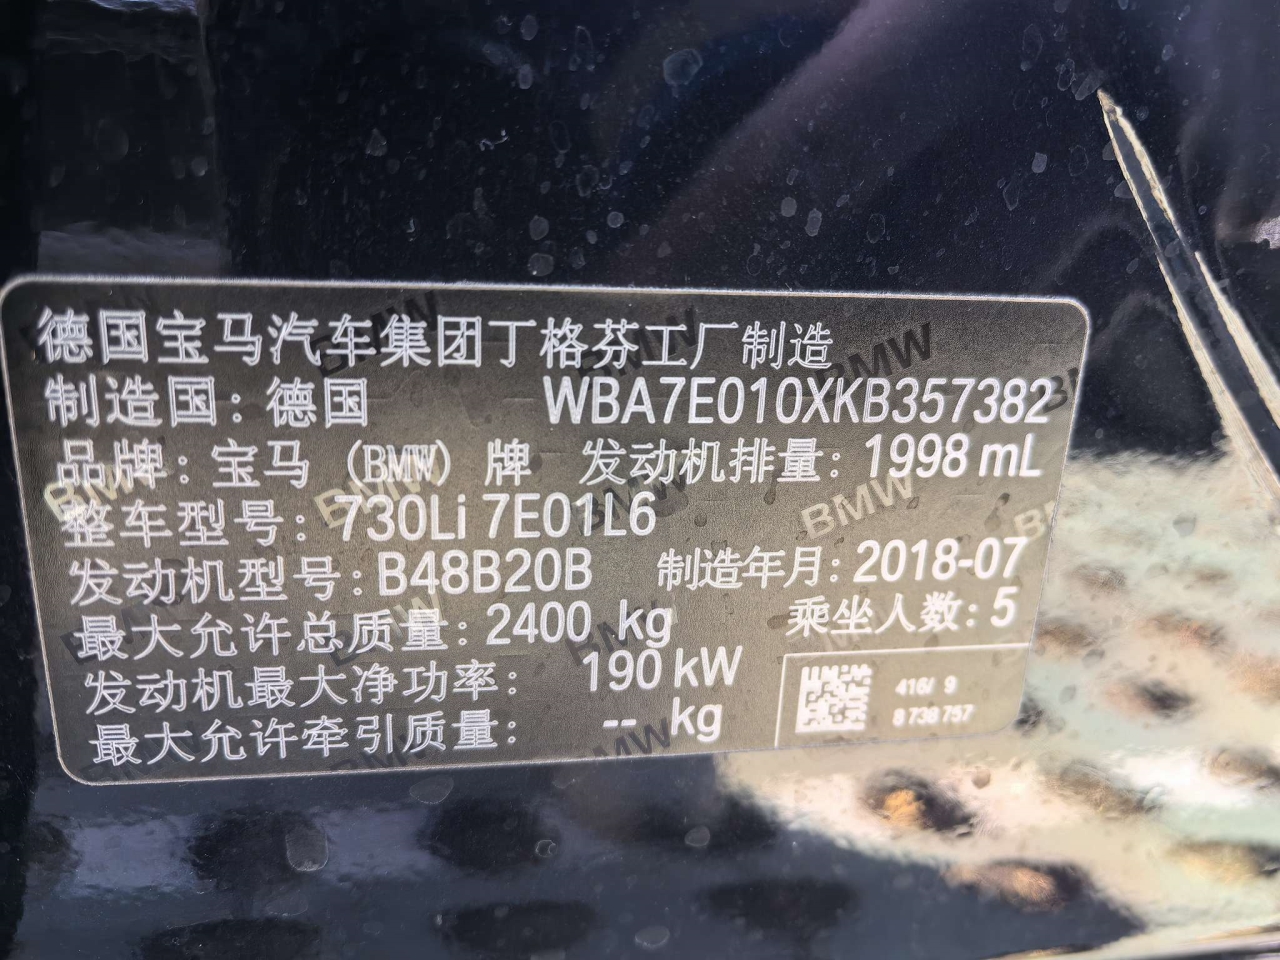 德国宝马汽车集团丁格芬工厂制造
制造国：德国 WBA7E010XKB357382
品牌：宝马（BMW）牌 发动机排量：1998 mL
整车型号：730Li 7E01L6
发动机型号：B48B20B 制造年月：2018-07
最大允许总质量：2400 kg 乘坐人数：5
发动机最大净功率： 190 kW
最大允许牵引质量： -- kg
416/ 9
8 738 757